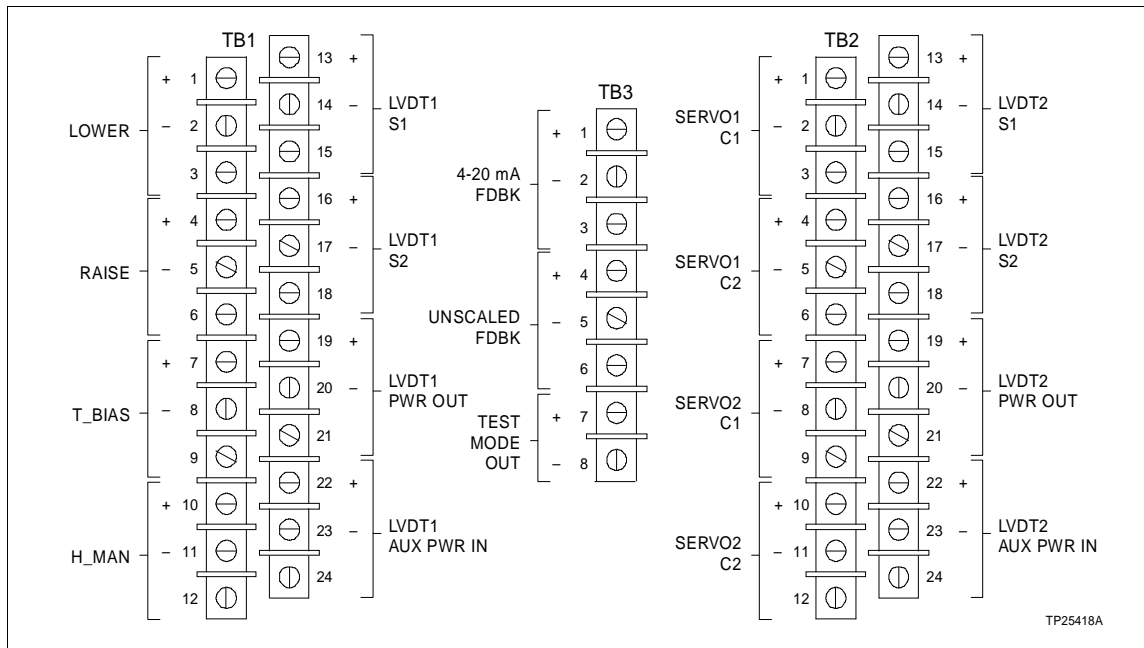 TB1
LOWER
+ 1
− 2
3
RAISE
+ 4
− 5
6
T_BIAS
+ 7
− 8
9
H_MAN
+ 10
− 11
12
13 +
14 −
15
LVDT1
S1
16 +
17 −
18
LVDT1
S2
19 +
20 −
21
LVDT1
PWR OUT
22 +
23 −
24
LVDT1
AUX PWR IN
TB3
4-20 mA
FDBK
+ 1
− 2
3
UNSCALED
FDBK
+ 4
− 5
6
TEST
MODE
OUT
+ 7
− 8
TB2
SERVO1
C1
+ 1
− 2
3
SERVO1
C2
+ 4
− 5
6
SERVO2
C1
+ 7
− 8
9
SERVO2
C2
+ 10
− 11
12
13 +
14 −
15
LVDT2
S1
16 +
17 −
18
LVDT2
S2
19 +
20 −
21
LVDT2
PWR OUT
22 +
23 −
24
LVDT2
AUX PWR IN
TP25418A